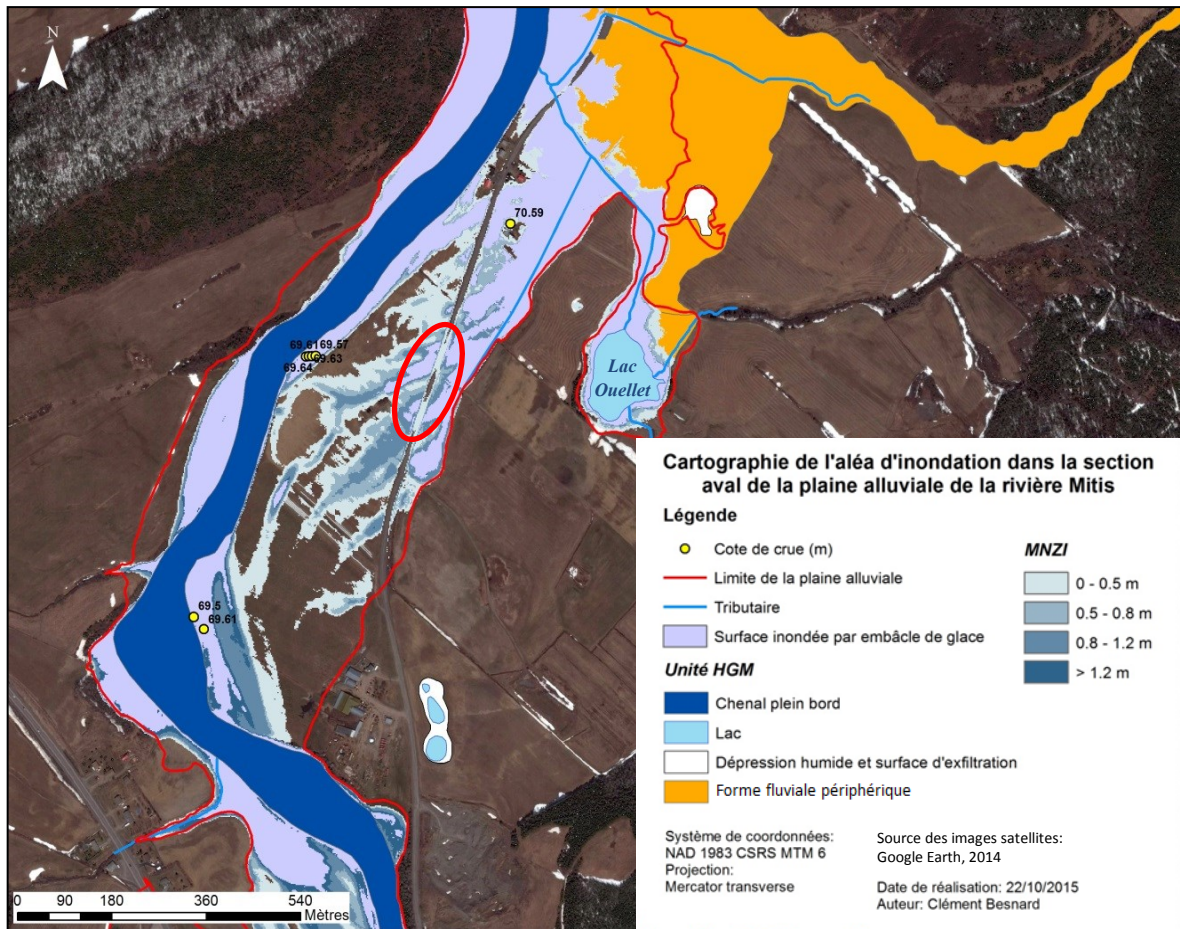 N
70.59
69.61 69.57
69.63
69.64
Lac
Ouellet
69.5
69.61
0 90 180 360 540
Mètres
Cartographie de l'aléa d'inondation dans la section
aval de la plaine alluviale de la rivière Mitis
Légende
Cote de crue (m)
Limite de la plaine alluviale
Tributaire
Surface inondée par embâcle de glace
Unité HGM
Chenal plein bord
Lac
Dépression humide et surface d'exfiltration
Forme fluviale périphérique
MNZI
0 - 0.5 m
0.5 - 0.8 m
0.8 - 1.2 m
> 1.2 m
Système de coordonnées:
NAD 1983 CSRS MTM 6
Projection:
Mercator transverse
Source des images satellites:
Google Earth, 2014
Date de réalisation: 22/10/2015
Auteur: Clément Besnard